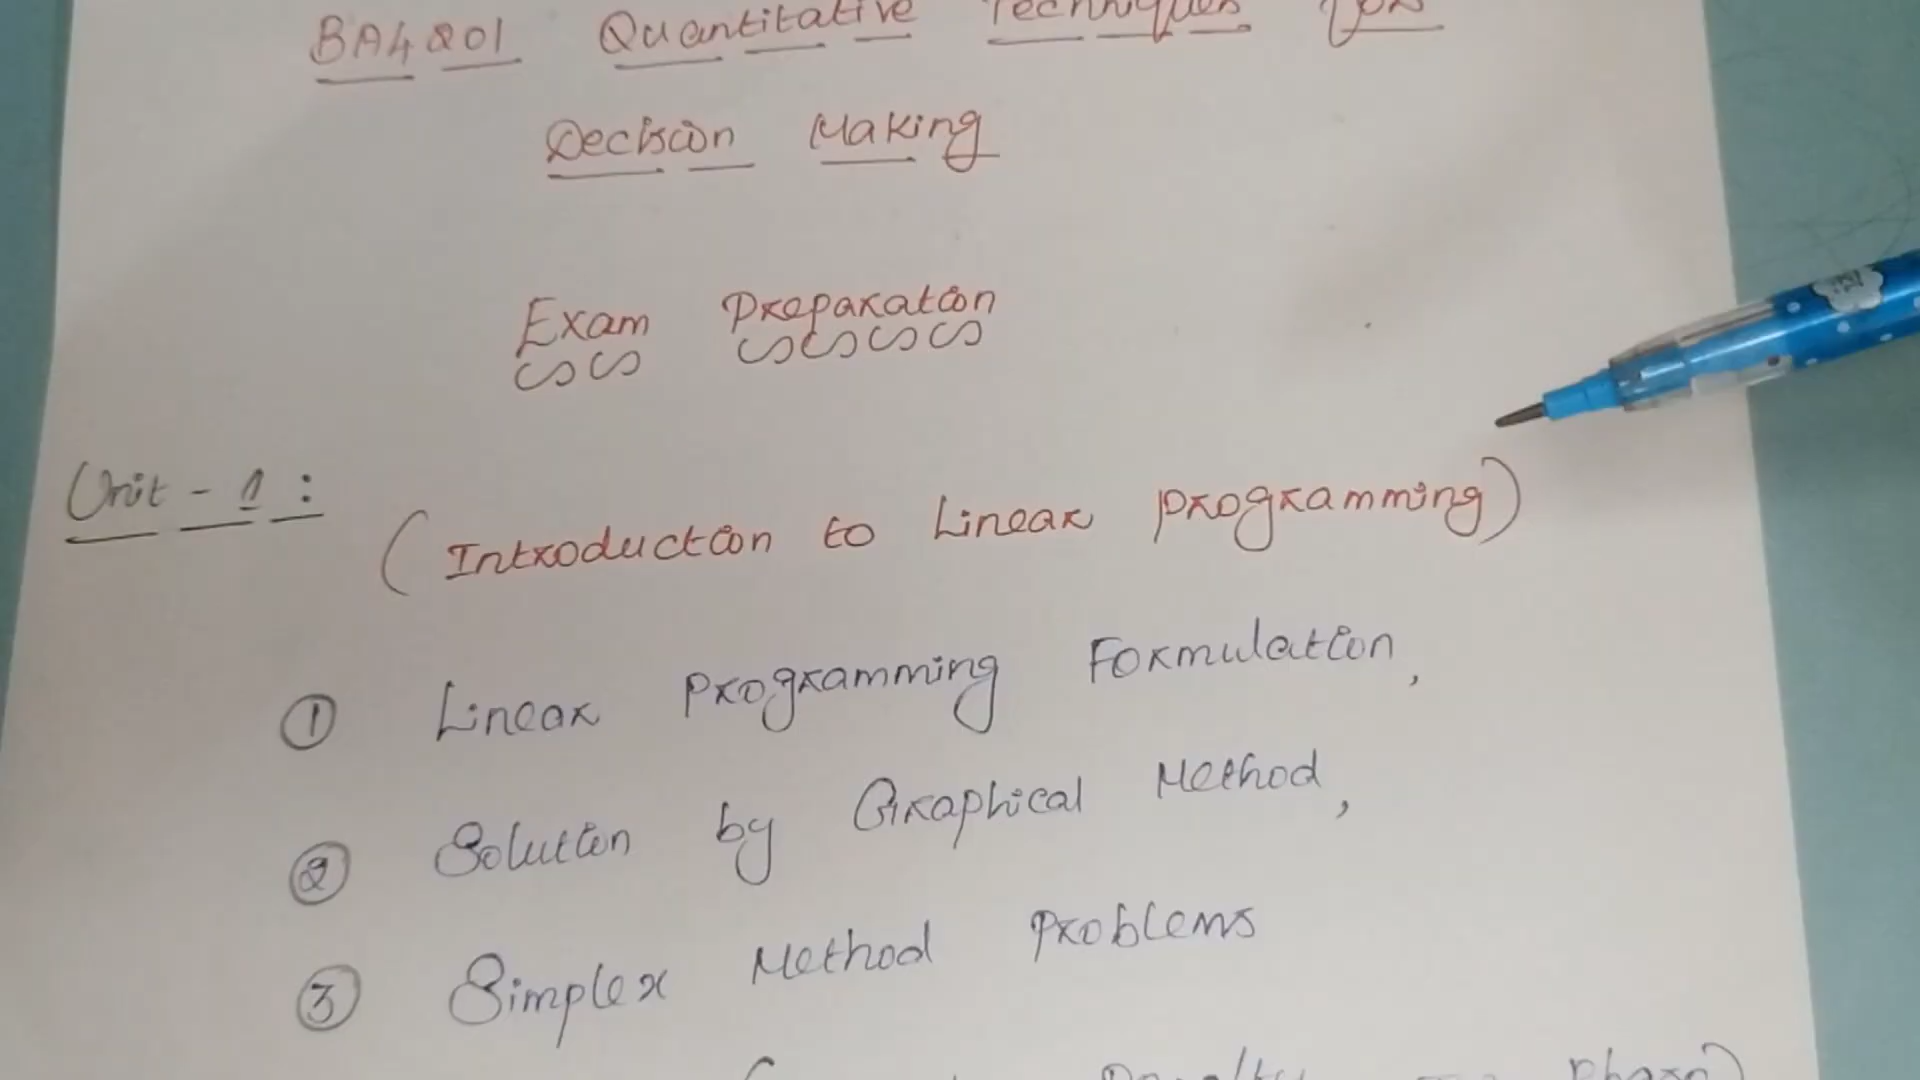 BA4201 Quantitative Techniques for
Decision Making
Exam Preparation
Unit - 1 :
(Introduction to Linear programming)
① Linear Programming Formulation,
② Solution by Graphical Method,
③ Simplex Method Problems